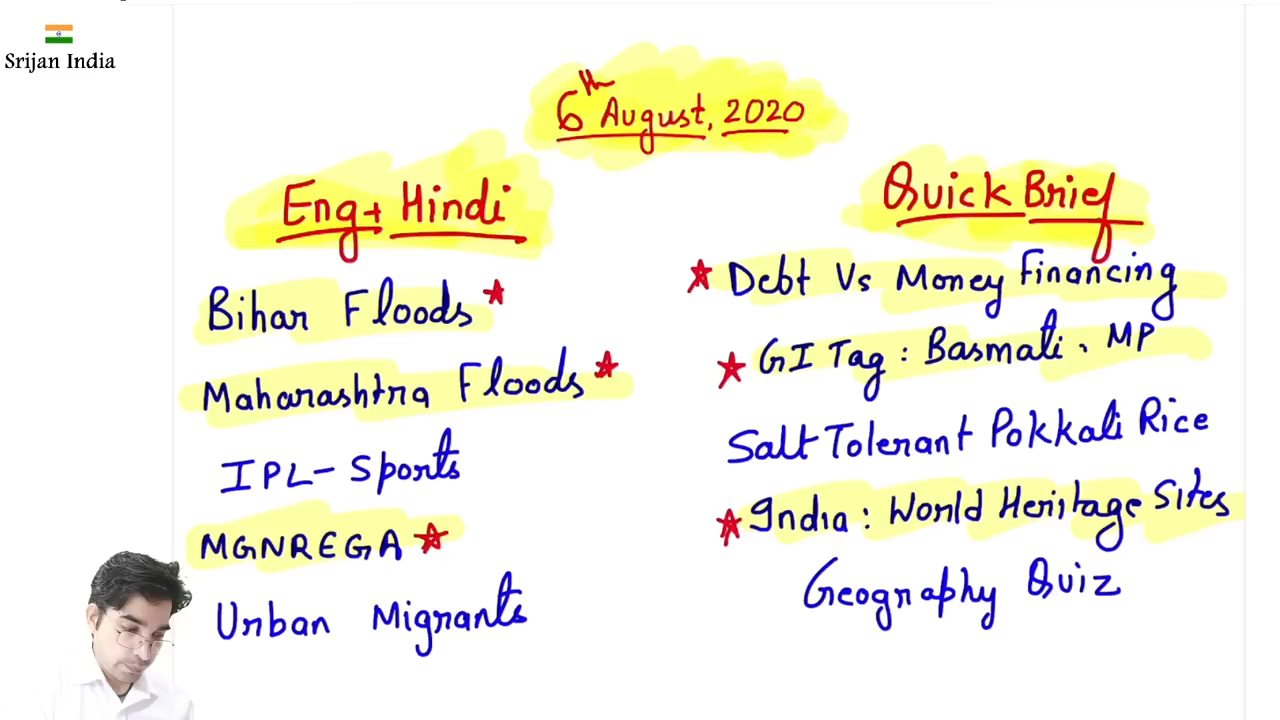 Srijan India
6th August, 2020
Eng + Hindi
Bihar Floods
Maharashtra Floods
IPL - Sports
MGNREGA
Urban Migrants
Quick Brief
Debt Vs Money Financing
GI Tag : Basmati, MP
Salt Tolerant Pokkali Rice
India : World Heritage Sites
Geography Quiz